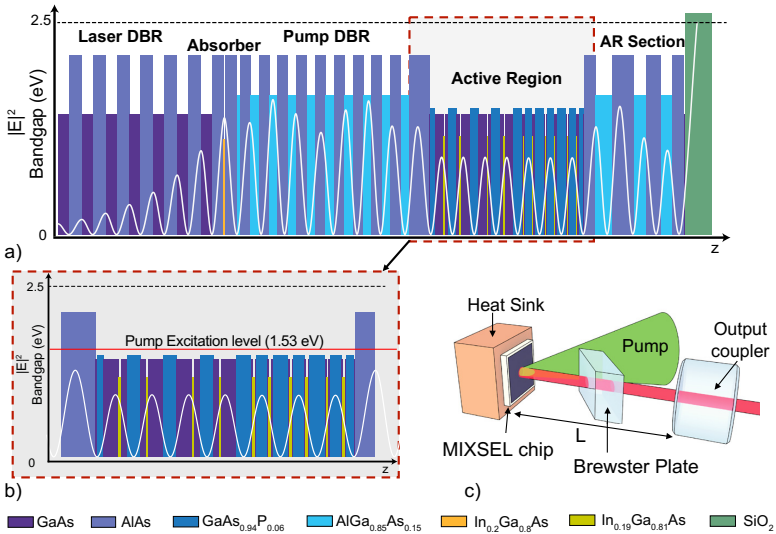 2.5
Laser DBR
Absorber
Pump DBR
Active Region
AR Section
|E|²
Bandgap (eV)
0
z
a)
2.5
Pump Excitation level (1.53 eV)
|E|²
Bandgap (eV)
0
z
b)
Heat Sink
Pump
Output
coupler
L
MIXSEL chip
Brewster Plate
c)
GaAs
AlAs
GaAs₀.₉₄P₀.₀₆
AlGa₀.₈₅As₀.₁₅
In₀.₂Ga₀.₈As
In₀.₁₉Ga₀.₈₁As
SiO₂